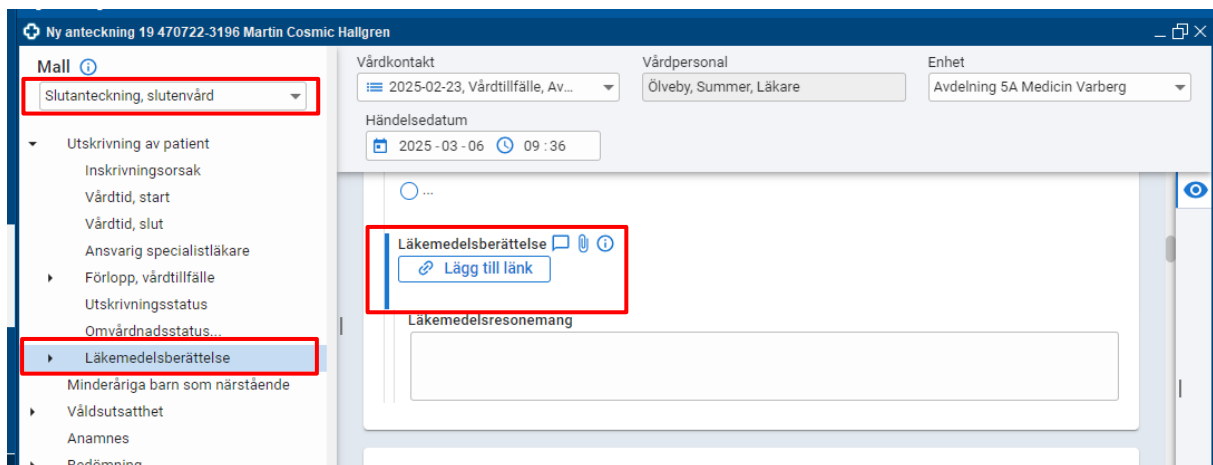 Ny anteckning 19 470722-3196 Martin Cosmic Hallgren
Mall
Slutanteckning, slutenvård
Utskrivning av patient
Inskrivningsorsak
Vårdtid, start
Vårdtid, slut
Ansvarig specialistläkare
Förlopp, vårdtillfälle
Utskrivningsstatus
Omvårdnadsstatus...
Läkemedelsberättelse
Minderåriga barn som närstående
Våldsutsatthet
Anamnes
Bedömning
Vårdkontakt
2025-02-23, Vårdtillfälle, Av...
Vårdpersonal
Ölveby, Summer, Läkare
Enhet
Avdelning 5A Medicin Varberg
Händelsedatum
2025-03-06 09:36
...
Läkemedelsberättelse
Lägg till länk
Läkemedelsresonemang